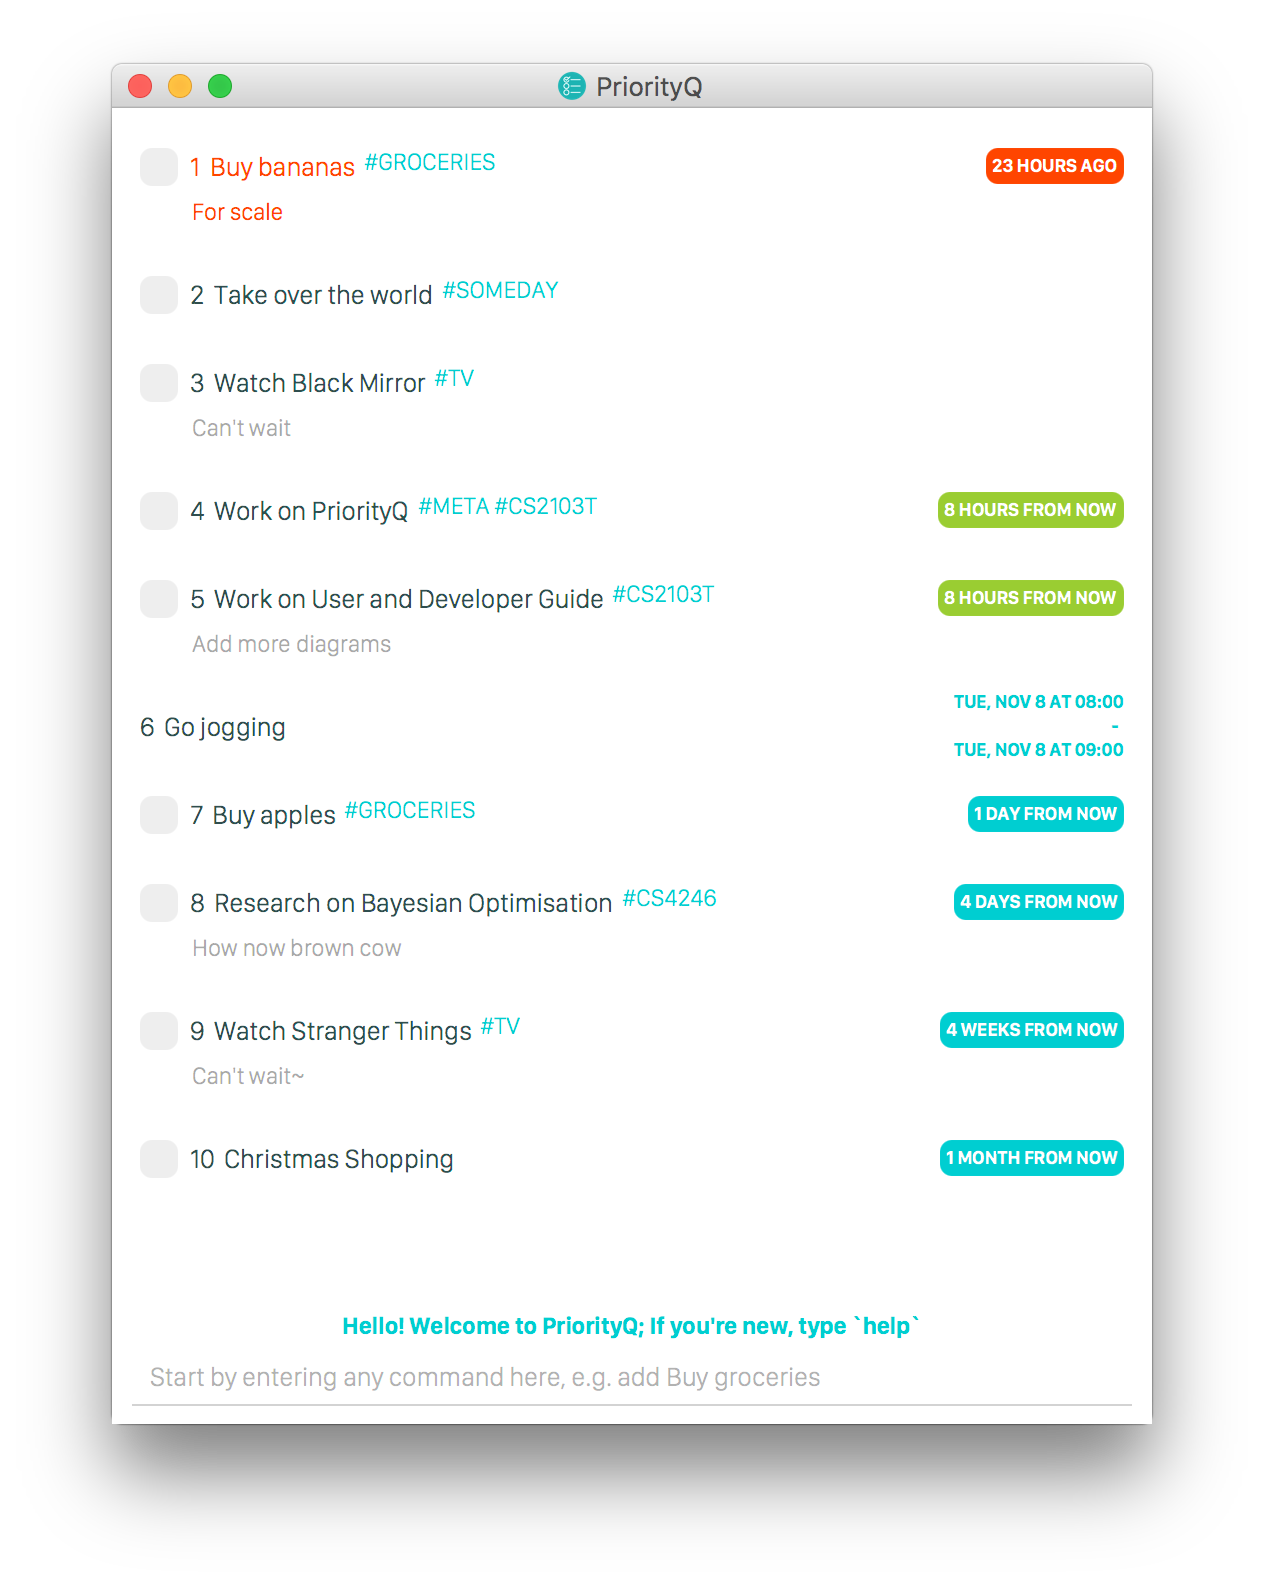 PriorityQ
1 Buy bananas #GROCERIES 23 HOURS AGO
For scale
2 Take over the world #SOMEDAY
3 Watch Black Mirror #TV
Can't wait
4 Work on PriorityQ #META #CS2103T 8 HOURS FROM NOW
5 Work on User and Developer Guide #CS2103T 8 HOURS FROM NOW
Add more diagrams
6 Go jogging
TUE, NOV 8 AT 08:00
-
TUE, NOV 8 AT 09:00
7 Buy apples #GROCERIES 1 DAY FROM NOW
8 Research on Bayesian Optimisation #CS4246 4 DAYS FROM NOW
How now brown cow
9 Watch Stranger Things #TV 4 WEEKS FROM NOW
Can't wait~
10 Christmas Shopping 1 MONTH FROM NOW
Hello! Welcome to PriorityQ; If you're new, type `help`
Start by entering any command here, e.g. add Buy groceries